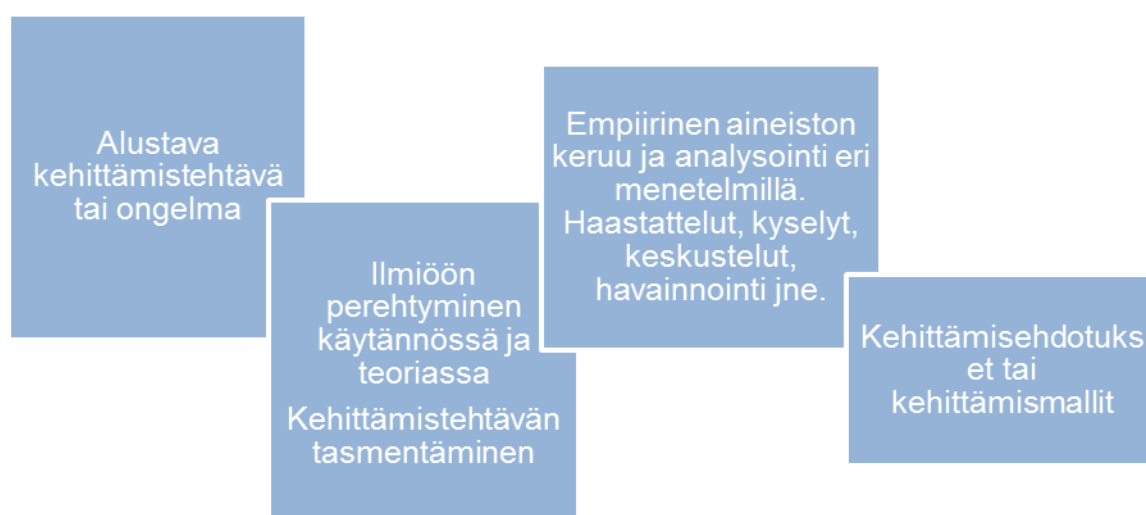 Alustava
kehittämistehtävä
tai ongelma
Ilmiöön
perehtyminen
käytännössä ja
teoriassa
Kehittämistehtävän
tasmentäminen
Empiirinen aineiston
keruu ja analysointi eri
menetelmillä.
Haastattelut, kyselyt,
keskustelut,
havainnointi jne.
Kehittämisehdotuks
et tai
kehittämismallit